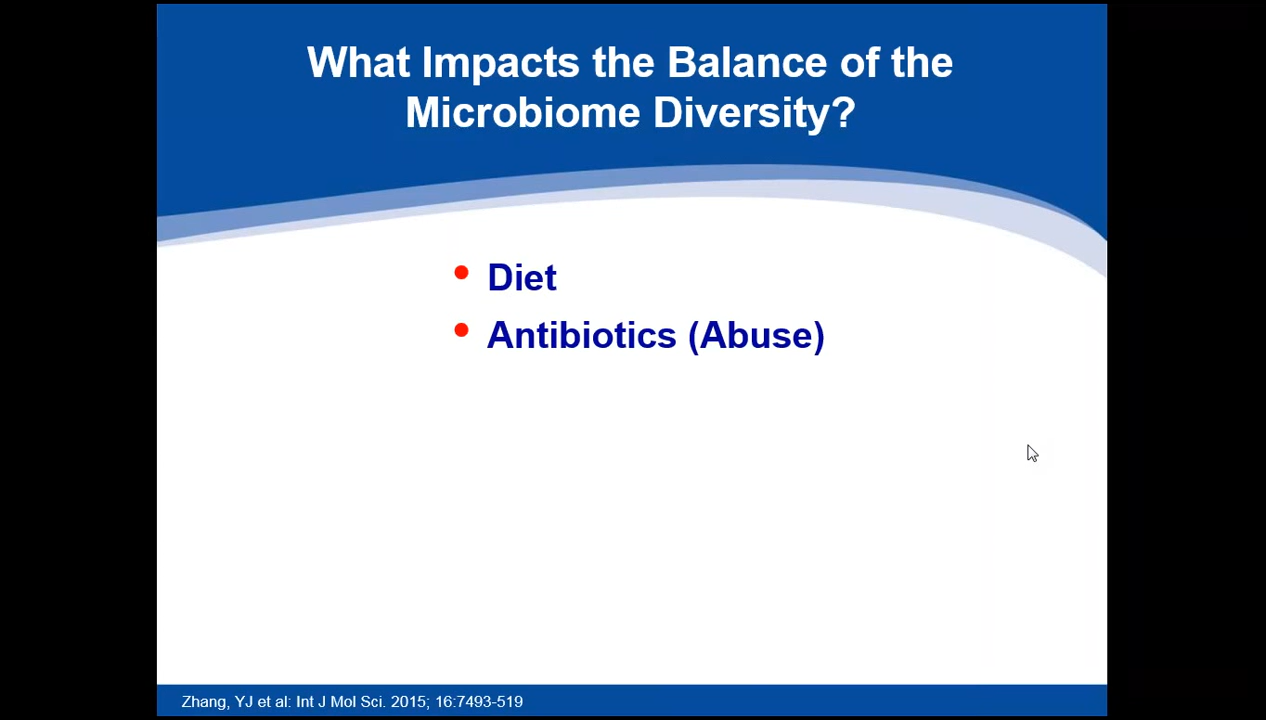 What Impacts the Balance of the
Microbiome Diversity?
• Diet
• Antibiotics (Abuse)
Zhang, YJ et al: Int J Mol Sci. 2015; 16:7493-519